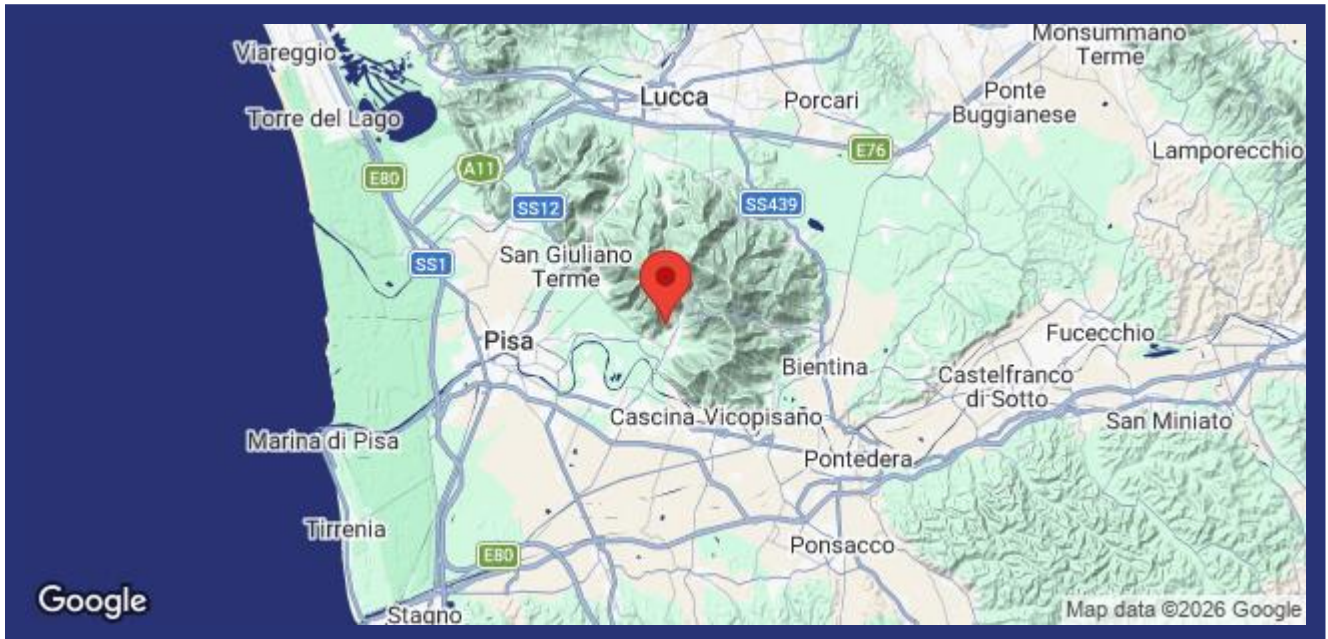 Viareggio
Monsummano
Terme
Lucca
Porcari
Ponte
Buggianese
Torre del Lago
E76
Lamporecchio
A11
E80
SS12
SS439
San Giuliano
Terme
SS1
Pisa
Fucecchio
Bientina
Castelfranco
di Sotto
Cascina
Vicopisano
San Miniato
Marina di Pisa
Pontedera
Tirrenia
Ponsacco
E80
Google
Stagno
Map data ©2026 Google